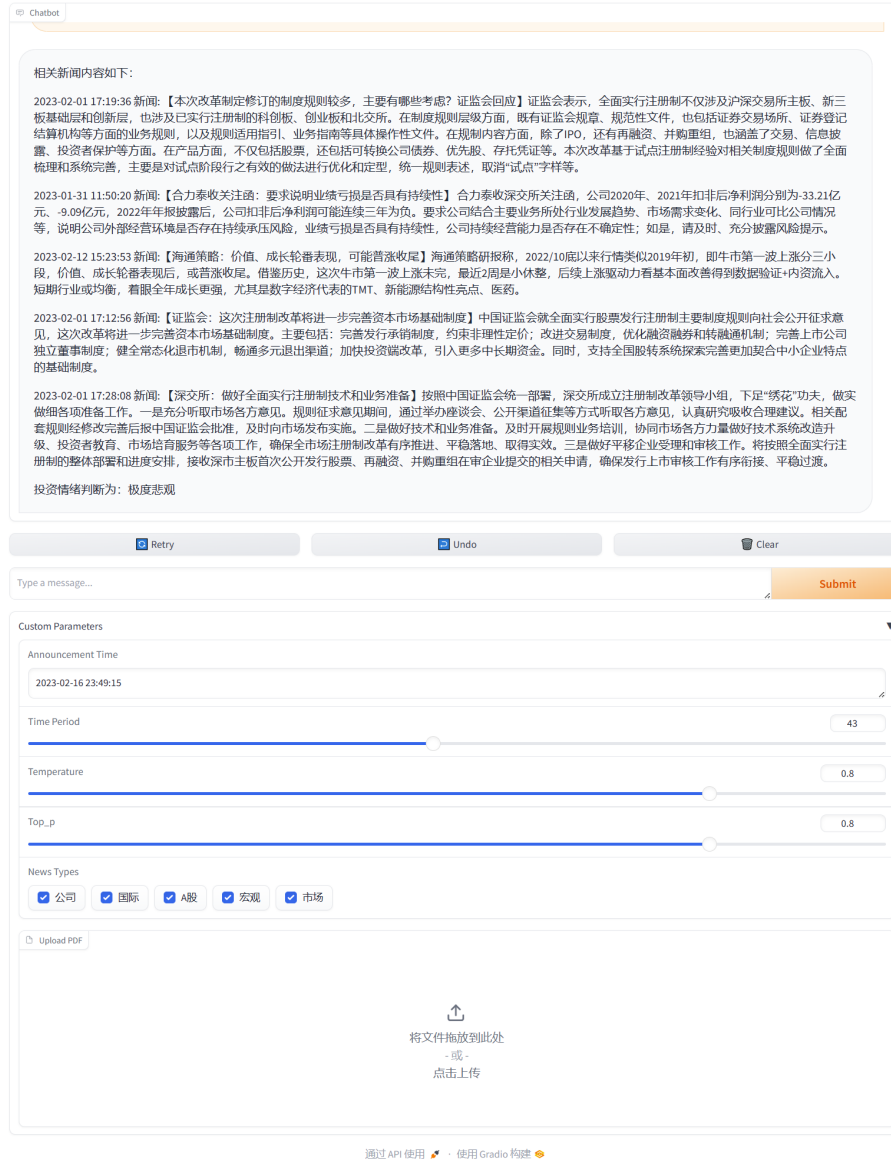 Chatbot
相关新闻内容如下：
2023-02-01 17:19:36 新闻:【本次改革制定修订的制度规则较多，主要有哪些考虑？证监会回应】证监会表示，全面实行注册制不仅涉及沪深交易所主板、新三
板基础层和创新层，也涉及已实行注册制的科创板、创业板和北交所。在制度规则层级方面，既有证监会规章、规范性文件，也包括证券交易场所、证券登记
结算机构等方面的业务规则，以及规则适用指引、业务指南等具体操作性文件。在规制内容方面，除了IPO，还有再融资、并购重组，也涵盖了交易、信息披
露、投资者保护等方面。在产品方面，不仅包括股票，还包括可转换公司债券、优先股、存托凭证等。本次改革基于试点注册制经验对相关制度规则做了全面
梳理和系统完善，主要是对试点阶段行之有效的做法进行优化和定型，统一规则表述，取消“试点”字样等。
2023-01-31 11:50:20 新闻:【合力泰收关注函：要求说明业绩亏损是否具有持续性】 合力泰收深交所关注函，公司2020年、2021年扣非后净利润分别为-33.21亿
元、-9.09亿元，2022年年报披露后，公司扣非后净利润可能连续三年为负。要求公司结合主要业务所处行业发展趋势、市场需求变化、同行业可比公司情况
等，说明公司外部经营环境是否存在持续承压风险，业绩亏损是否具有持续性，公司持续经营能力是否存在不确定性；如是，请及时、充分披露风险提示。
2023-02-12 15:23:53 新闻:【海通策略：价值、成长轮番表现，可能普涨收尾】海通策略研报称，2022/10底以来行情类似2019年初，即牛市第一波上涨分三小
段，价值、成长轮番表现后，或普涨收尾。借鉴历史，这次牛市第一波上涨未完，最近2周是小休整，后续上涨驱动力看基本面改善得到数据验证+内资流入。
短期行业或均衡，着眼全年成长更强，尤其是数字经济代表的TMT、新能源结构性亮点、医药。
2023-02-01 17:12:56 新闻:【证监会：这次注册制改革将进一步完善资本市场基础制度】中国证监会就全面实行股票发行注册制主要制度规则向社会公开征求意
见，这次改革将进一步完善资本市场基础制度。主要包括：完善发行承销制度，约束非理性定价；改进交易制度，优化融资融券和转融通机制；完善上市公司
独立董事制度；健全常态化退市机制，畅通多元退出渠道；加快投资端改革，引入更多中长期资金。同时，支持全国股转系统探索完善更加契合中小企业特点
的基础制度。
2023-02-01 17:28:08 新闻:【深交所：做好全面实行注册制技术和业务准备】按照中国证监会统一部署，深交所成立注册制改革领导小组，下足“绣花”功夫，做实
做细各项准备工作。一是充分听取市场各方意见。规则征求意见期间，通过举办座谈会、公开渠道征集等方式听取各方意见，认真研究吸收合理建议。相关配
套规则经修改完善后报中国证监会批准，及时向市场发布实施。二是做好技术和业务准备。及时开展规则业务培训，协同市场各方力量做好技术系统改造升
级、投资者教育、市场培育服务等各项工作，确保全市场注册制改革有序推进、平稳落地、取得实效。三是做好平移企业受理和审核工作。将按照全面实行注
册制的整体部署和进度安排，接收深市主板首次公开发行股票、再融资、并购重组在审企业提交的相关申请，确保发行上市审核工作有序衔接、平稳过渡。
投资情绪判断为：极度悲观
Retry Undo Clear
Type a message...
Submit
Custom Parameters
Announcement Time
2023-02-16 23:49:15
Time Period 43
Temperature 0.8
Top_p 0.8
News Types
公司 国际 A股 宏观 市场
Upload PDF
将文件拖放到此处
- 或 -
点击上传
通过 API 使用 · 使用 Gradio 构建